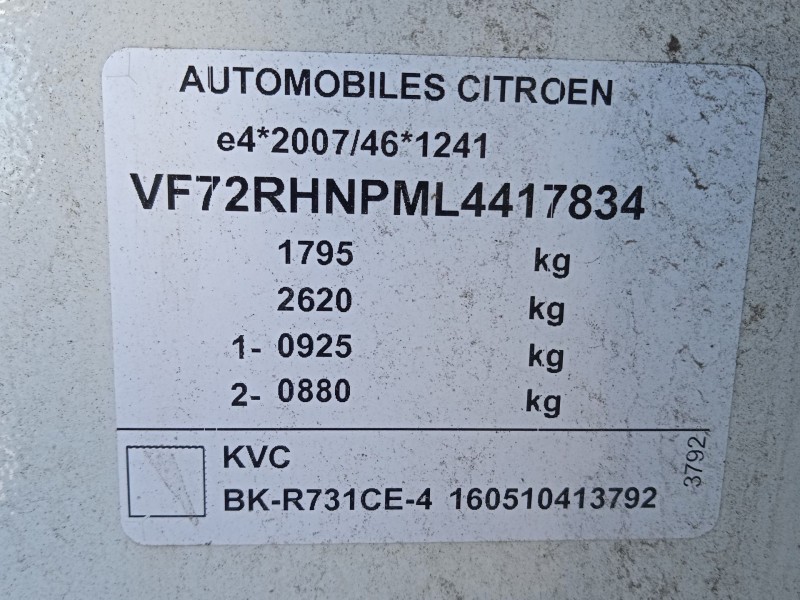 AUTOMOBILES CITROEN
e4*2007/46*1241
VF72RHNPML4417834
1795 kg
2620 kg
1- 0925 kg
2- 0880 kg
KVC
BK-R731CE-4 160510413792
3792